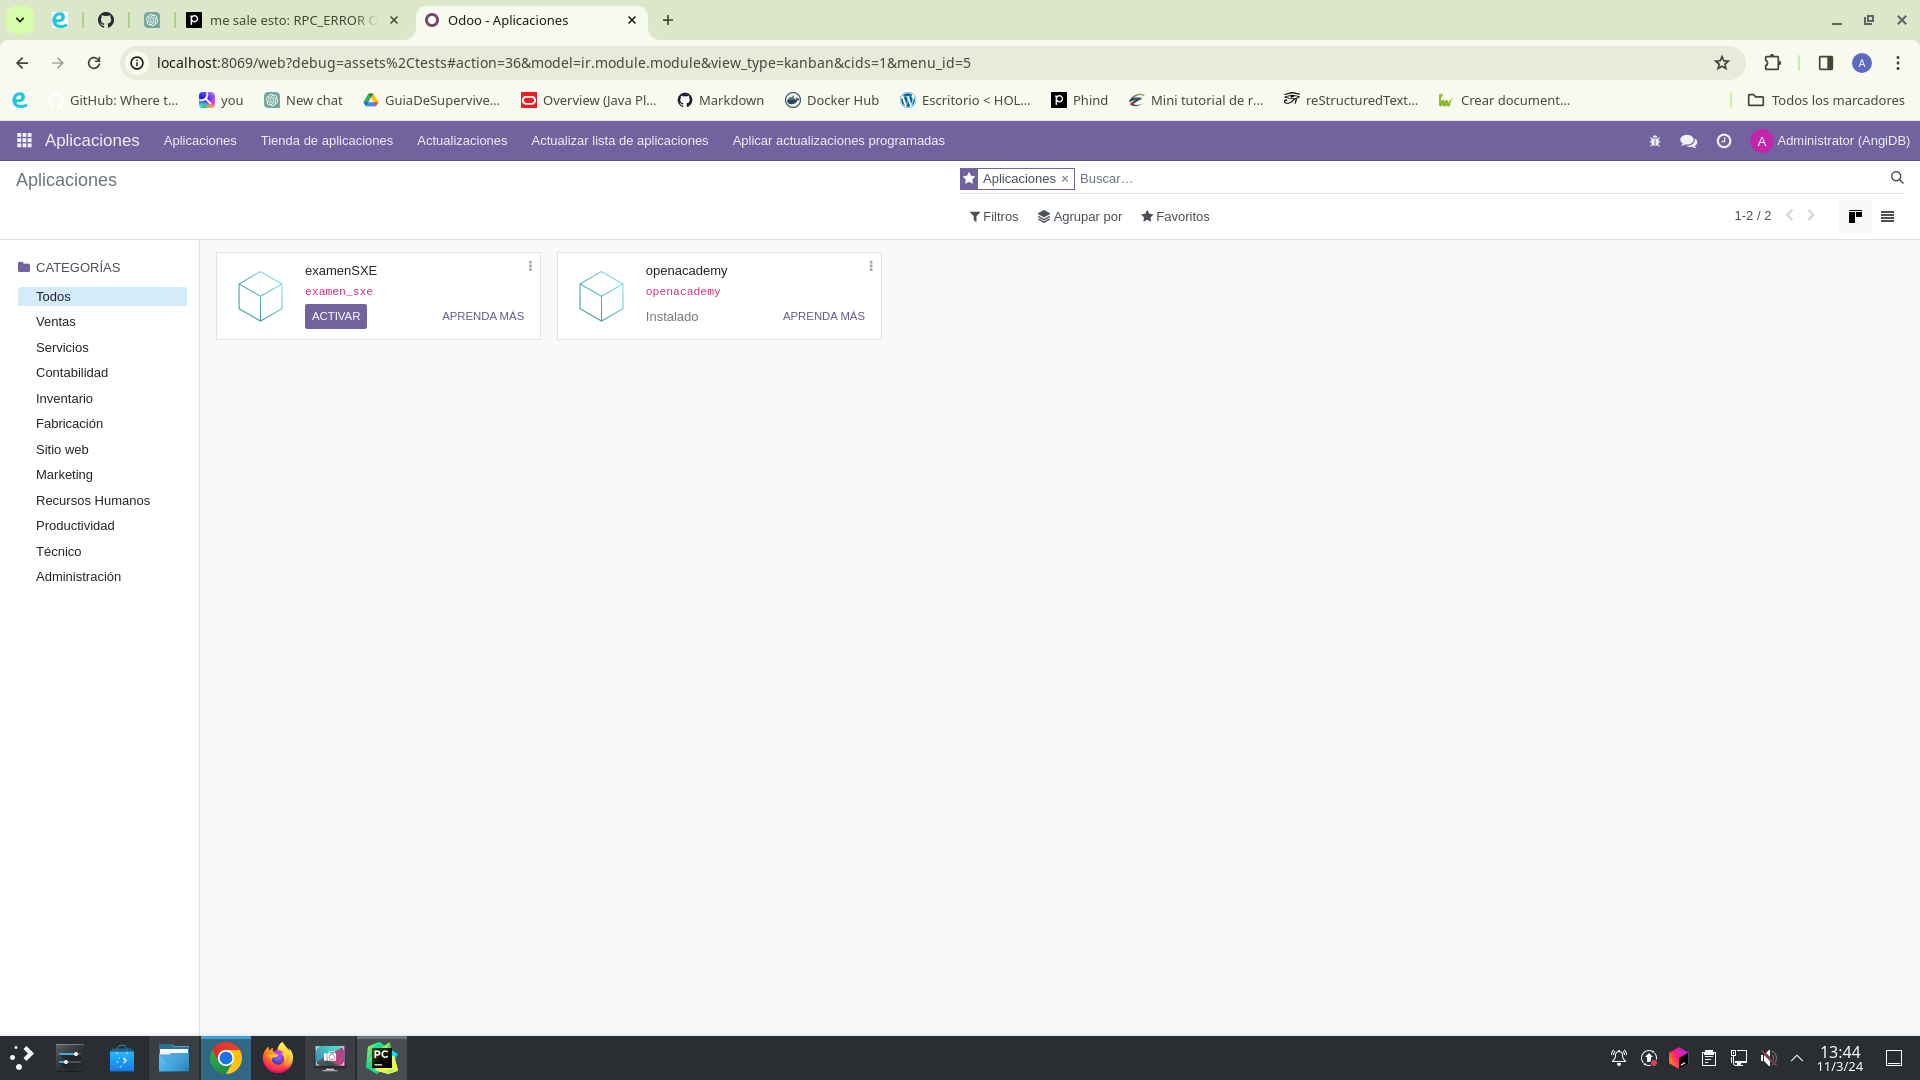 me sale esto: RPC_ERROR
Odoo - Aplicaciones
localhost:8069/web?debug=assets%2Ctests#action=36&model=ir.module.module&view_type=kanban&cids=1&menu_id=5
A
GitHub: Where t...
you
New chat
GuiaDeSupervive...
Overview (Java Pl...
Markdown
Docker Hub
Escritorio < HOL...
Phind
Mini tutorial de r...
reStructuredText...
Crear document...
Todos los marcadores
Aplicaciones
Aplicaciones
Tienda de aplicaciones
Actualizaciones
Actualizar lista de aplicaciones
Aplicar actualizaciones programadas
A
Administrator (AngiDB)
Aplicaciones
Aplicaciones
Buscar...
Filtros
Agrupar por
Favoritos
1-2 / 2
CATEGORÍAS
Todos
Ventas
Servicios
Contabilidad
Inventario
Fabricación
Sitio web
Marketing
Recursos Humanos
Productividad
Técnico
Administración
examenSXE
examen_sxe
ACTIVAR
APRENDA MÁS
openacademy
openacademy
Instalado
APRENDA MÁS
PC
13:44
11/3/24